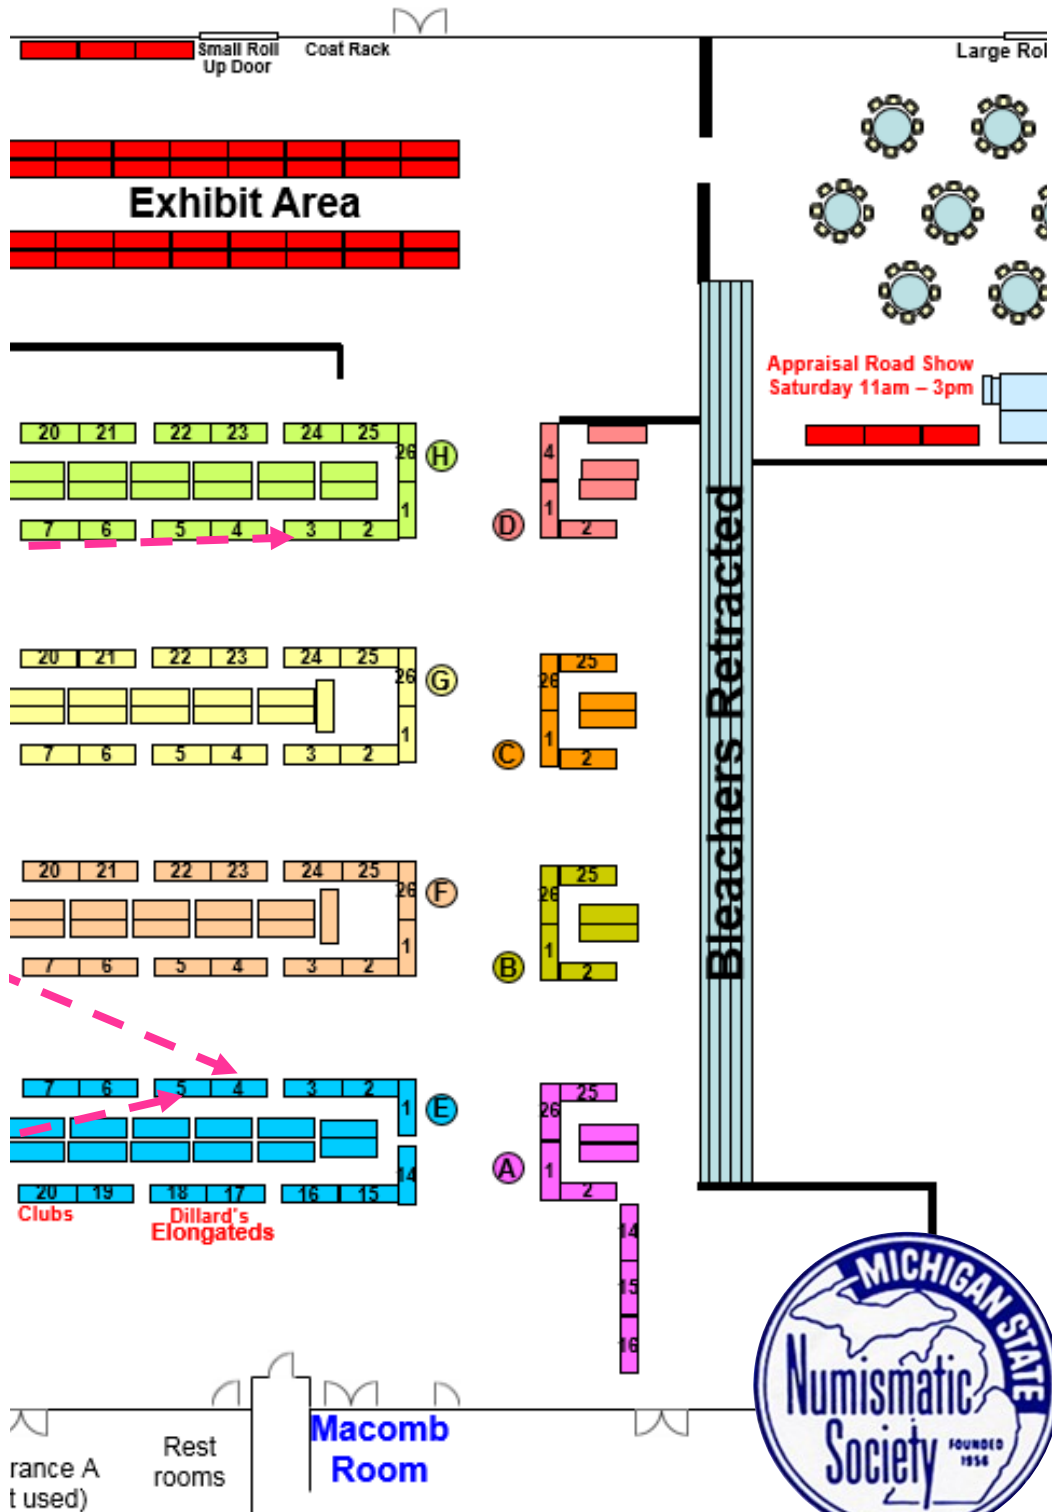 Small Roll
Up Door
Coat Rack
Large Rol
Exhibit Area
Appraisal Road Show
Saturday 11am – 3pm
20 21 22 23 24 25
26
H
4
7 6 5 4 3 2
1
D
1
2
Bleachers Retracted
20 21 22 23 24 25
26
G
25
26
7 6 5 4 3 2
1
C
1
2
20 21 22 23 24 25
26
F
25
26
7 6 5 4 3 2
1
B
1
2
7 6 5 4 3 2
1
E
25
26
14
A
1
2
20 19 18 17 16 15
Clubs
Dillard's
Elongateds
14
15
16
MICHIGAN STATE
Numismatic
Society
FOUNDED
1956
Macomb
Room
Rest
rooms
rance A
t used)